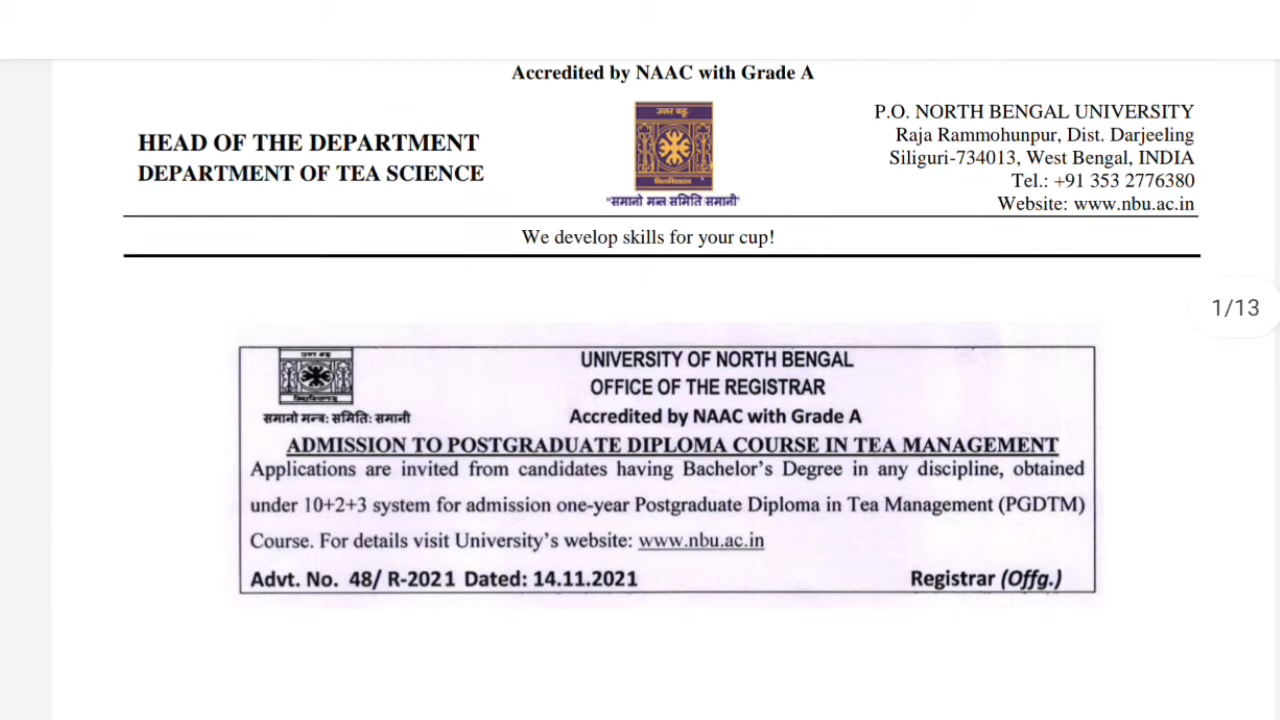 Accredited by NAAC with Grade A
HEAD OF THE DEPARTMENT
DEPARTMENT OF TEA SCIENCE
उत्तर बङ्ग
"समानो मन्त्र समिति समानी"
P.O. NORTH BENGAL UNIVERSITY
Raja Rammohunpur, Dist. Darjeeling
Siliguri-734013, West Bengal, INDIA
Tel.: +91 353 2776380
Website: www.nbu.ac.in
We develop skills for your cup!
1/13
समानो मन्त्र: समिति: समानी
UNIVERSITY OF NORTH BENGAL
OFFICE OF THE REGISTRAR
Accredited by NAAC with Grade A
ADMISSION TO POSTGRADUATE DIPLOMA COURSE IN TEA MANAGEMENT
Applications are invited from candidates having Bachelor's Degree in any discipline, obtained
under 10+2+3 system for admission one-year Postgraduate Diploma in Tea Management (PGDTM)
Course. For details visit University's website: www.nbu.ac.in
Advt. No. 48/ R-2021 Dated: 14.11.2021
Registrar (Offg.)